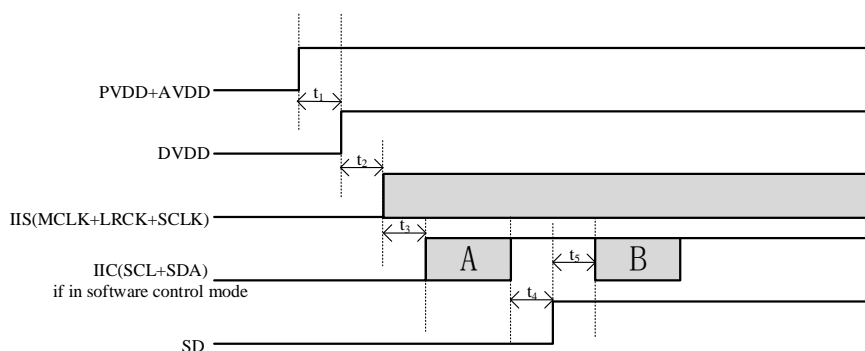 PVDD+AVDD
t1
DVDD
t2
IIS(MCLK+LRCK+SCLK)
t3
IIC(SCL+SDA)
if in software control mode
A
t5
B
t4
SD